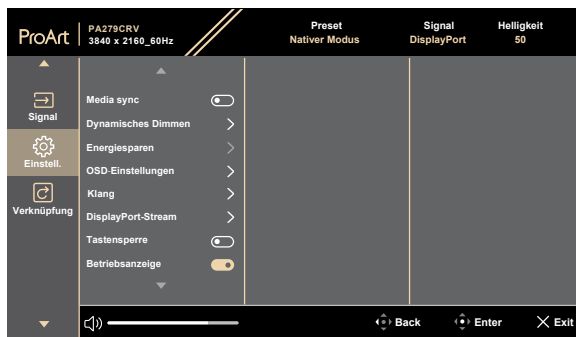 ProArt
PA279CRV
3840 x 2160_60Hz
Preset
Nativer Modus
Signal
DisplayPort
Helligkeit
50
Signal
Einstell.
Verknüpfung
Media sync
Dynamisches Dimmen
Energiesparen
OSD-Einstellungen
Klang
DisplayPort-Stream
Tastensperre
Betriebsanzeige
Back
Enter
Exit